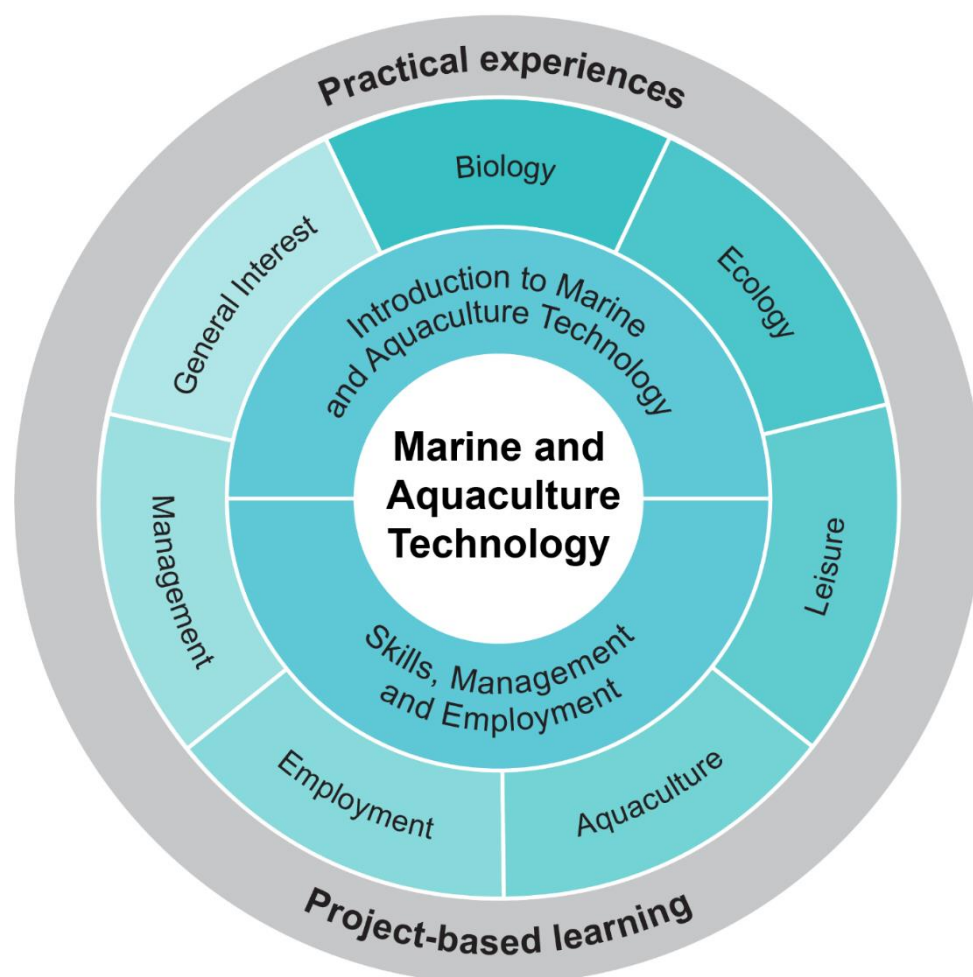 Practical experiences
Biology
Ecology
Leisure
Aquaculture
Employment
Management
General Interest
Introduction to Marine
and Aquaculture Technology
Marine and
Aquaculture
Technology
Skills, Management
and Employment
Project-based learning